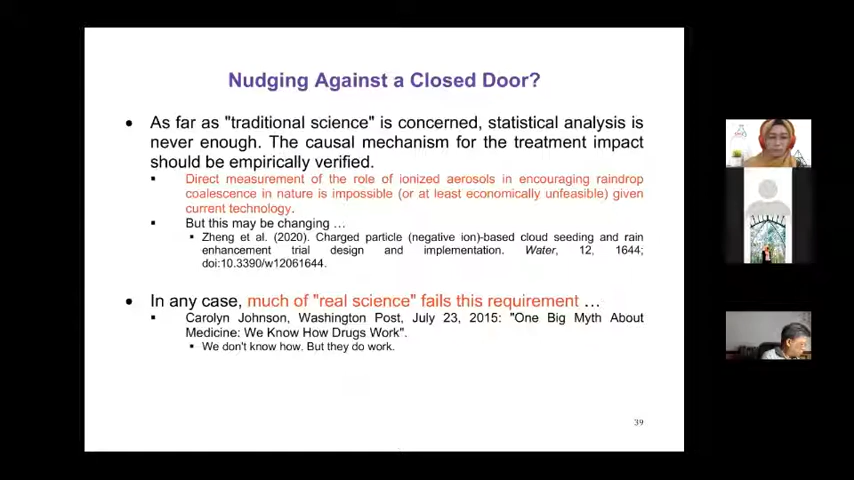 Nudging Against a Closed Door?
• As far as "traditional science" is concerned, statistical analysis is
never enough. The causal mechanism for the treatment impact
should be empirically verified.
▪ Direct measurement of the role of ionized aerosols in encouraging raindrop
coalescence in nature is impossible (or at least economically unfeasible) given
current technology.
▪ But this may be changing …
▪ Zheng et al. (2020). Charged particle (negative ion)-based cloud seeding and rain
enhancement trial design and implementation. Water, 12, 1644;
doi:10.3390/w12061644.
• In any case, much of "real science" fails this requirement …
▪ Carolyn Johnson, Washington Post, July 23, 2015: "One Big Myth About
Medicine: We Know How Drugs Work".
▪ We don't know how. But they do work.
39